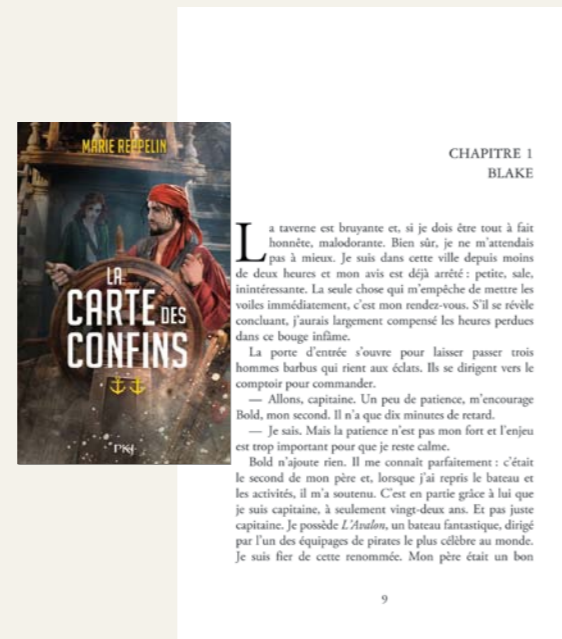 MARIE REPPELIN
LA
CARTE DES
CONFINS
PKJ
CHAPITRE 1
BLAKE
La taverne est bruyante et, si je dois être tout à fait
honnête, malodorante. Bien sûr, je ne m'attendais
pas à mieux. Je suis dans cette ville depuis moins
de deux heures et mon avis est déjà arrêté : petite, sale,
inintéressante. La seule chose qui m'empêche de mettre les
voiles immédiatement, c'est mon rendez-vous. S'il se révèle
concluant, j'aurais largement compensé les heures perdues
dans ce bouge infâme.
La porte d'entrée s'ouvre pour laisser passer trois
hommes barbus qui rient aux éclats. Ils se dirigent vers le
comptoir pour commander.
— Allons, capitaine. Un peu de patience, m'encourage
Bold, mon second. Il n'a que dix minutes de retard.
— Je sais. Mais la patience n'est pas mon fort et l'enjeu
est trop important pour que je reste calme.
Bold n'ajoute rien. Il me connaît parfaitement : c'était
le second de mon père et, lorsque j'ai repris le bateau et
les activités, il m'a soutenu. C'est en partie grâce à lui que
je suis capitaine, à seulement vingt-deux ans. Et pas juste
capitaine. Je possède L'Avalon, un bateau fantastique, dirigé
par l'un des équipages de pirates le plus célèbre au monde.
Je suis fier de cette renommée. Mon père était un bon
9